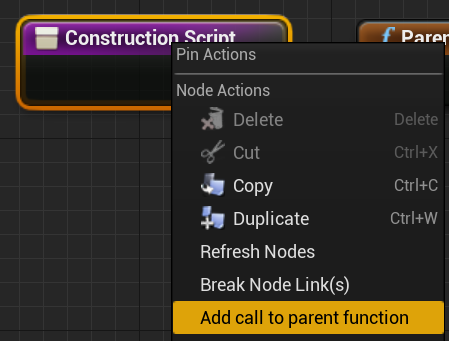 Construction Script
Paren
Pin Actions
Node Actions
Delete Delete
Cut Ctrl+X
Copy Ctrl+C
Duplicate Ctrl+W
Refresh Nodes
Break Node Link(s)
Add call to parent function